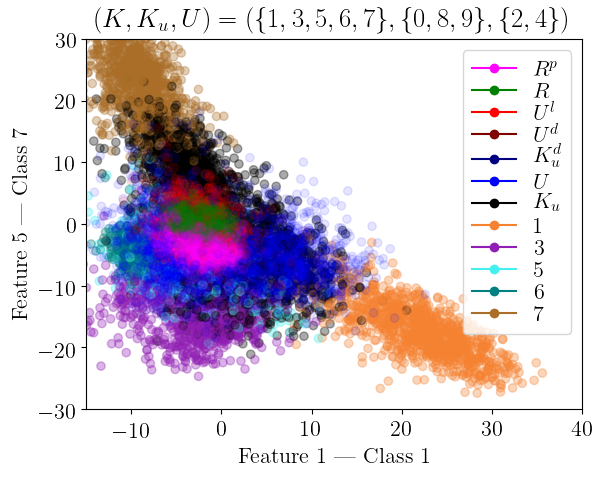 (K, K_u, U) = ({1, 3, 5, 6, 7}, {0, 8, 9}, {2, 4})
30
20
10
0
−10
−20
−30
Feature 5 — Class 7
R^p
R
U^l
U^d
K_u^d
U
K_u
1
3
5
6
7
−10
0
10
20
30
40
Feature 1 — Class 1